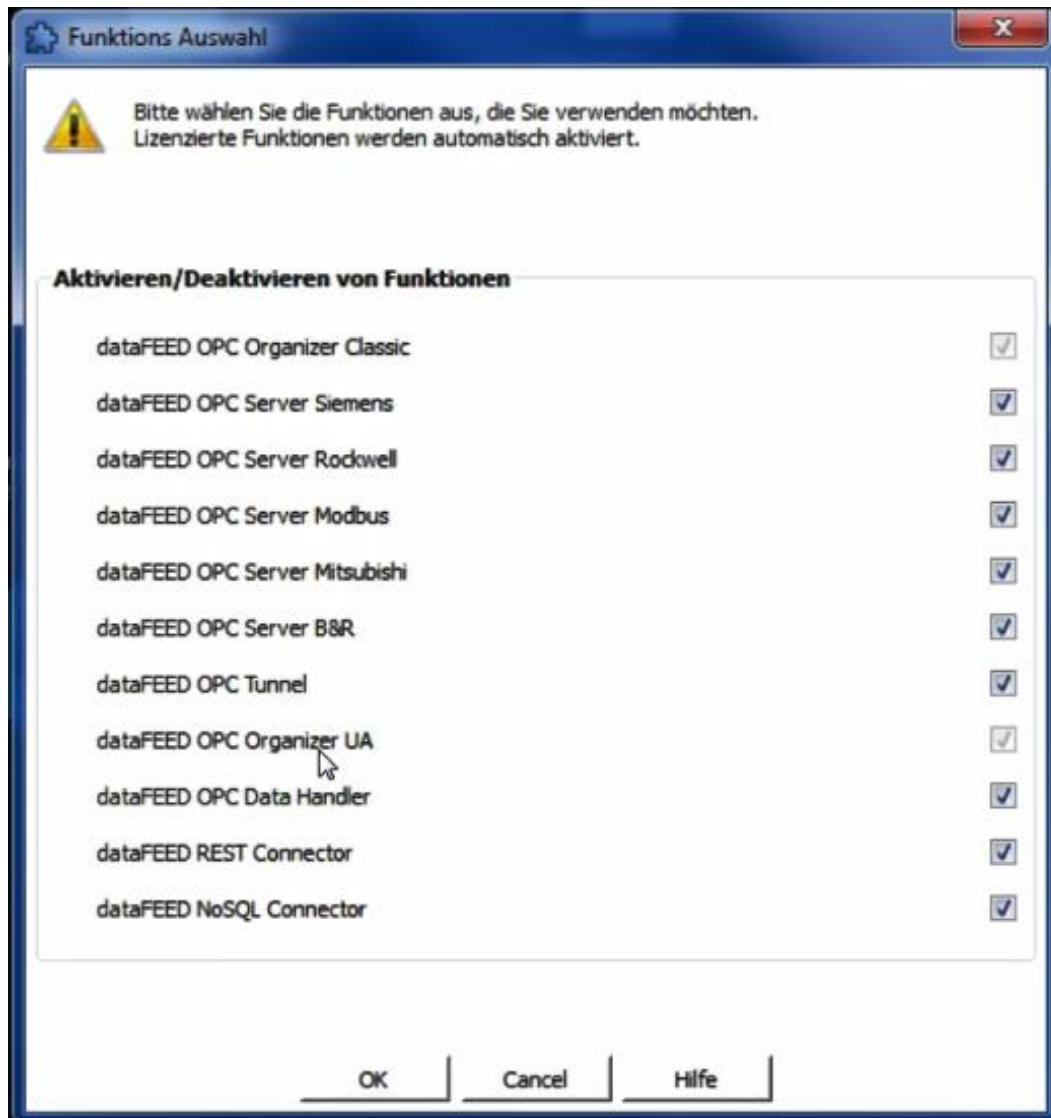 Funktions Auswahl
Bitte wählen Sie die Funktionen aus, die Sie verwenden möchten.
Lizenzierte Funktionen werden automatisch aktiviert.
Aktivieren/Deaktivieren von Funktionen
dataFEED OPC Organizer Classic
dataFEED OPC Server Siemens
dataFEED OPC Server Rockwell
dataFEED OPC Server Modbus
dataFEED OPC Server Mitsubishi
dataFEED OPC Server B&R
dataFEED OPC Tunnel
dataFEED OPC Organizer UA
dataFEED OPC Data Handler
dataFEED REST Connector
dataFEED NoSQL Connector
OK Cancel Hilfe